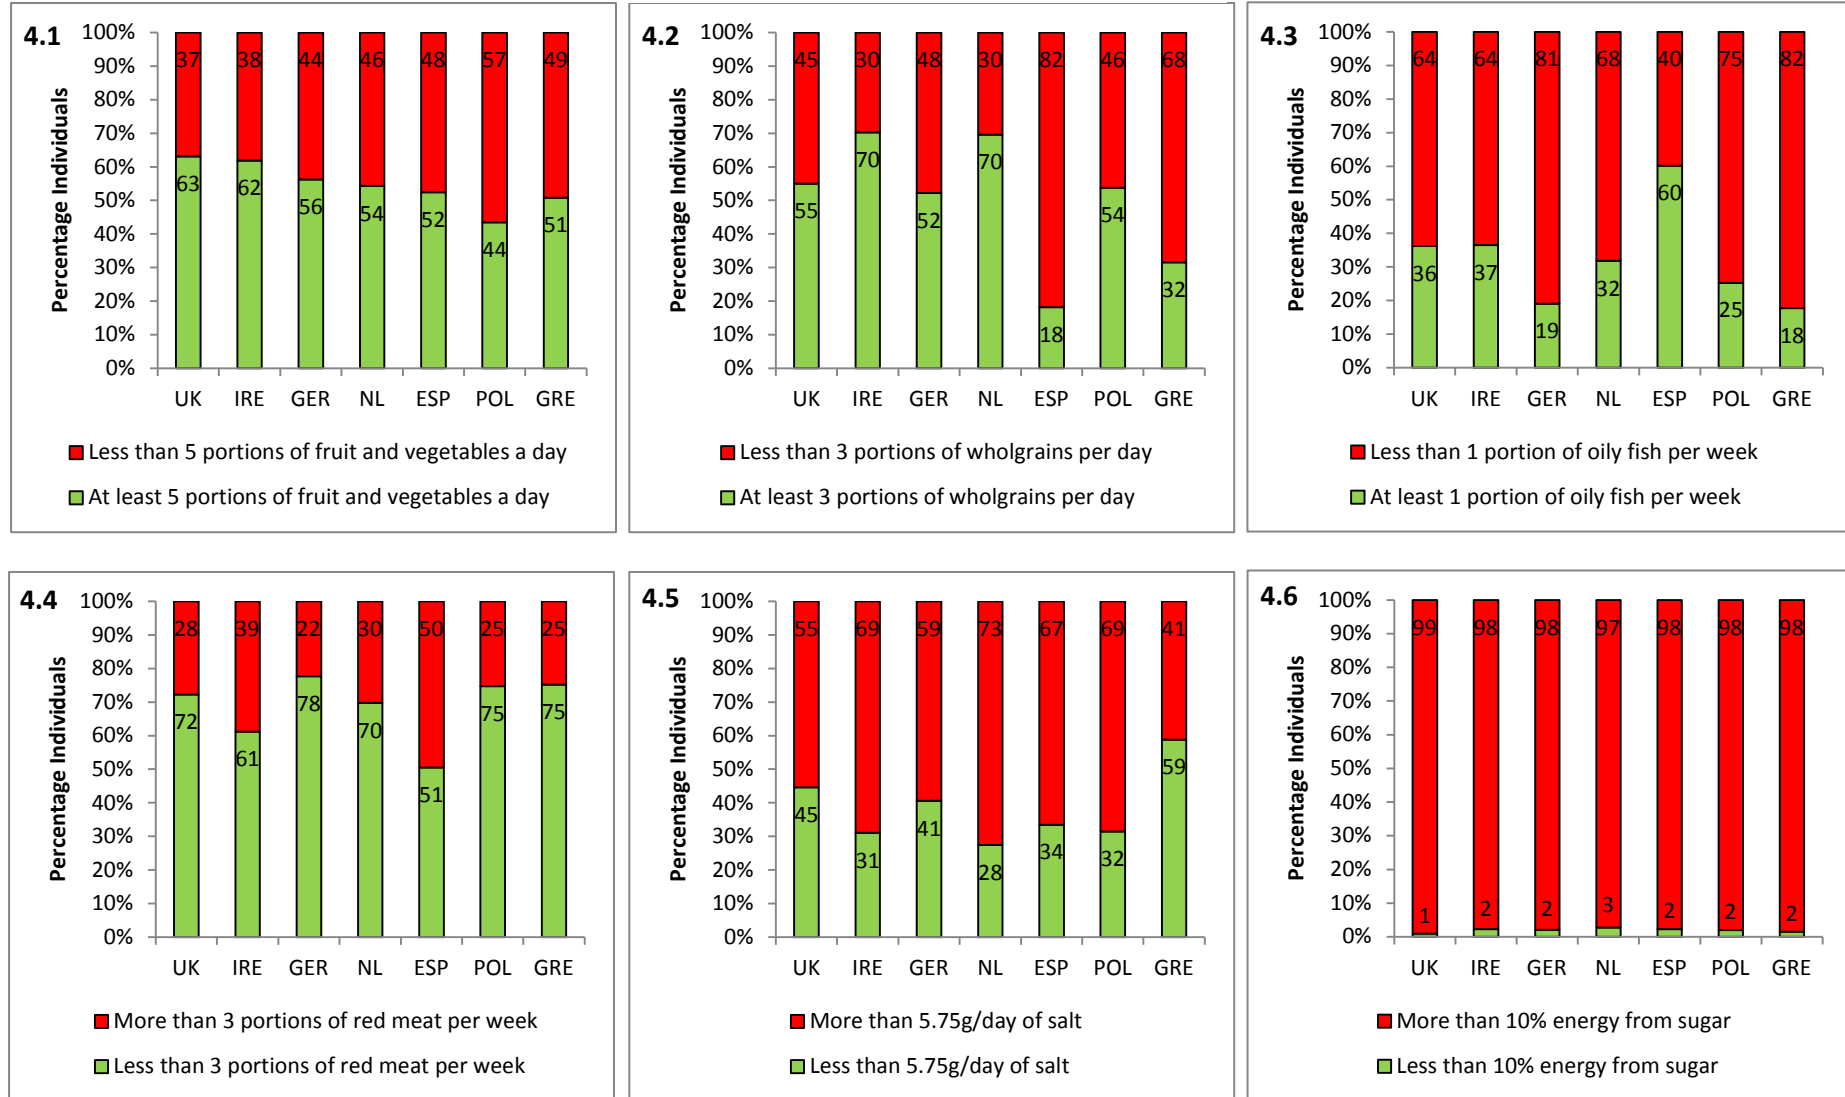 4.1
Percentage Individuals
100%
90%
80%
70%
60%
50%
40%
30%
20%
10%
0%
37 38 44 46 48 57 49
63 62 56 54 52 44 51
UK IRE GER NL ESP POL GRE
Less than 5 portions of fruit and vegetables a day
At least 5 portions of fruit and vegetables a day
4.2
Percentage Individuals
100%
90%
80%
70%
60%
50%
40%
30%
20%
10%
0%
45 30 48 30 82 46 68
55 70 52 70 18 54 32
UK IRE GER NL ESP POL GRE
Less than 3 portions of wholgrains per day
At least 3 portions of wholgrains per day
4.3
Percentage Individuals
100%
90%
80%
70%
60%
50%
40%
30%
20%
10%
0%
64 64 81 68 40 75 82
36 37 19 32 60 25 18
UK IRE GER NL ESP POL GRE
Less than 1 portion of oily fish per week
At least 1 portion of oily fish per week
4.4
Percentage Individuals
100%
90%
80%
70%
60%
50%
40%
30%
20%
10%
0%
28 39 22 30 50 25 25
72 61 78 70 51 75 75
UK IRE GER NL ESP POL GRE
More than 3 portions of red meat per week
Less than 3 portions of red meat per week
4.5
Percentage Individuals
100%
90%
80%
70%
60%
50%
40%
30%
20%
10%
0%
55 69 59 73 67 69 41
45 31 41 28 34 32 59
UK IRE GER NL ESP POL GRE
More than 5.75g/day of salt
Less than 5.75g/day of salt
4.6
Percentage Individuals
100%
90%
80%
70%
60%
50%
40%
30%
20%
10%
0%
99 98 98 97 98 98 98
1 2 2 3 2 2 2
UK IRE GER NL ESP POL GRE
More than 10% energy from sugar
Less than 10% energy from sugar